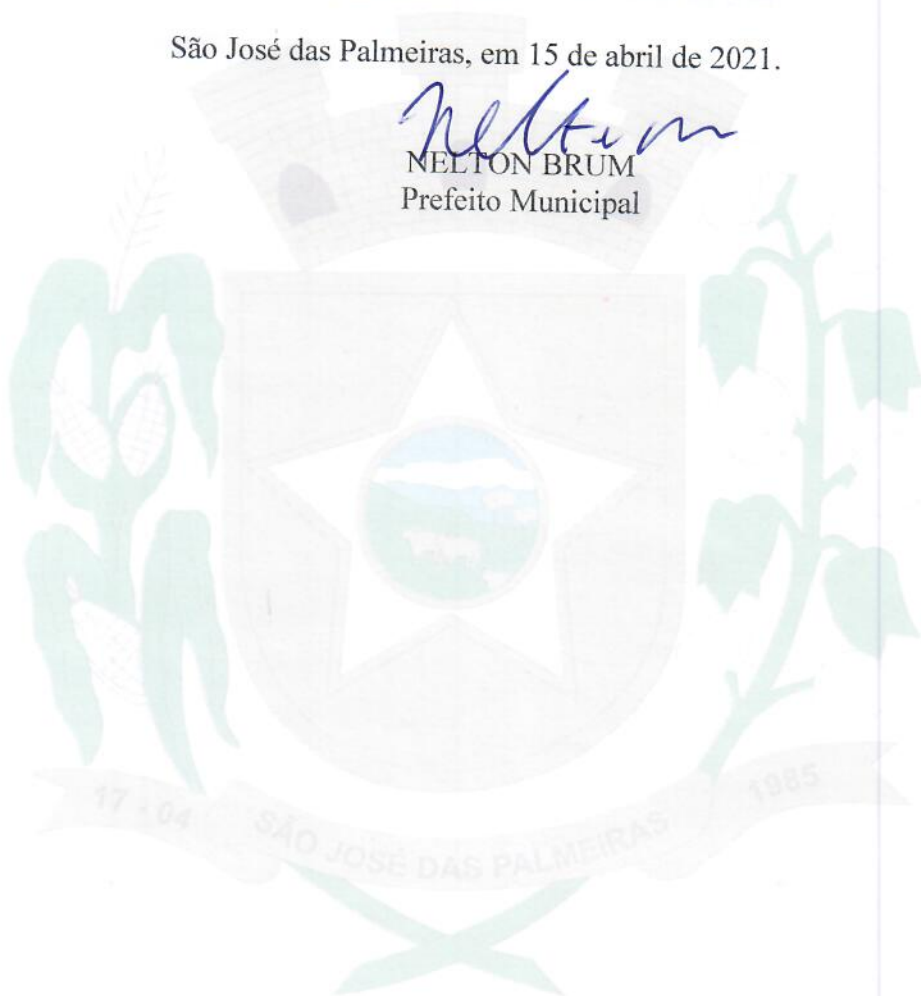 São José das Palmeiras, em 15 de abril de 2021.
Nelton
NELTON BRUM
Prefeito Municipal
17 - 04
SÃO JOSÉ DAS PALMEIRAS
1985